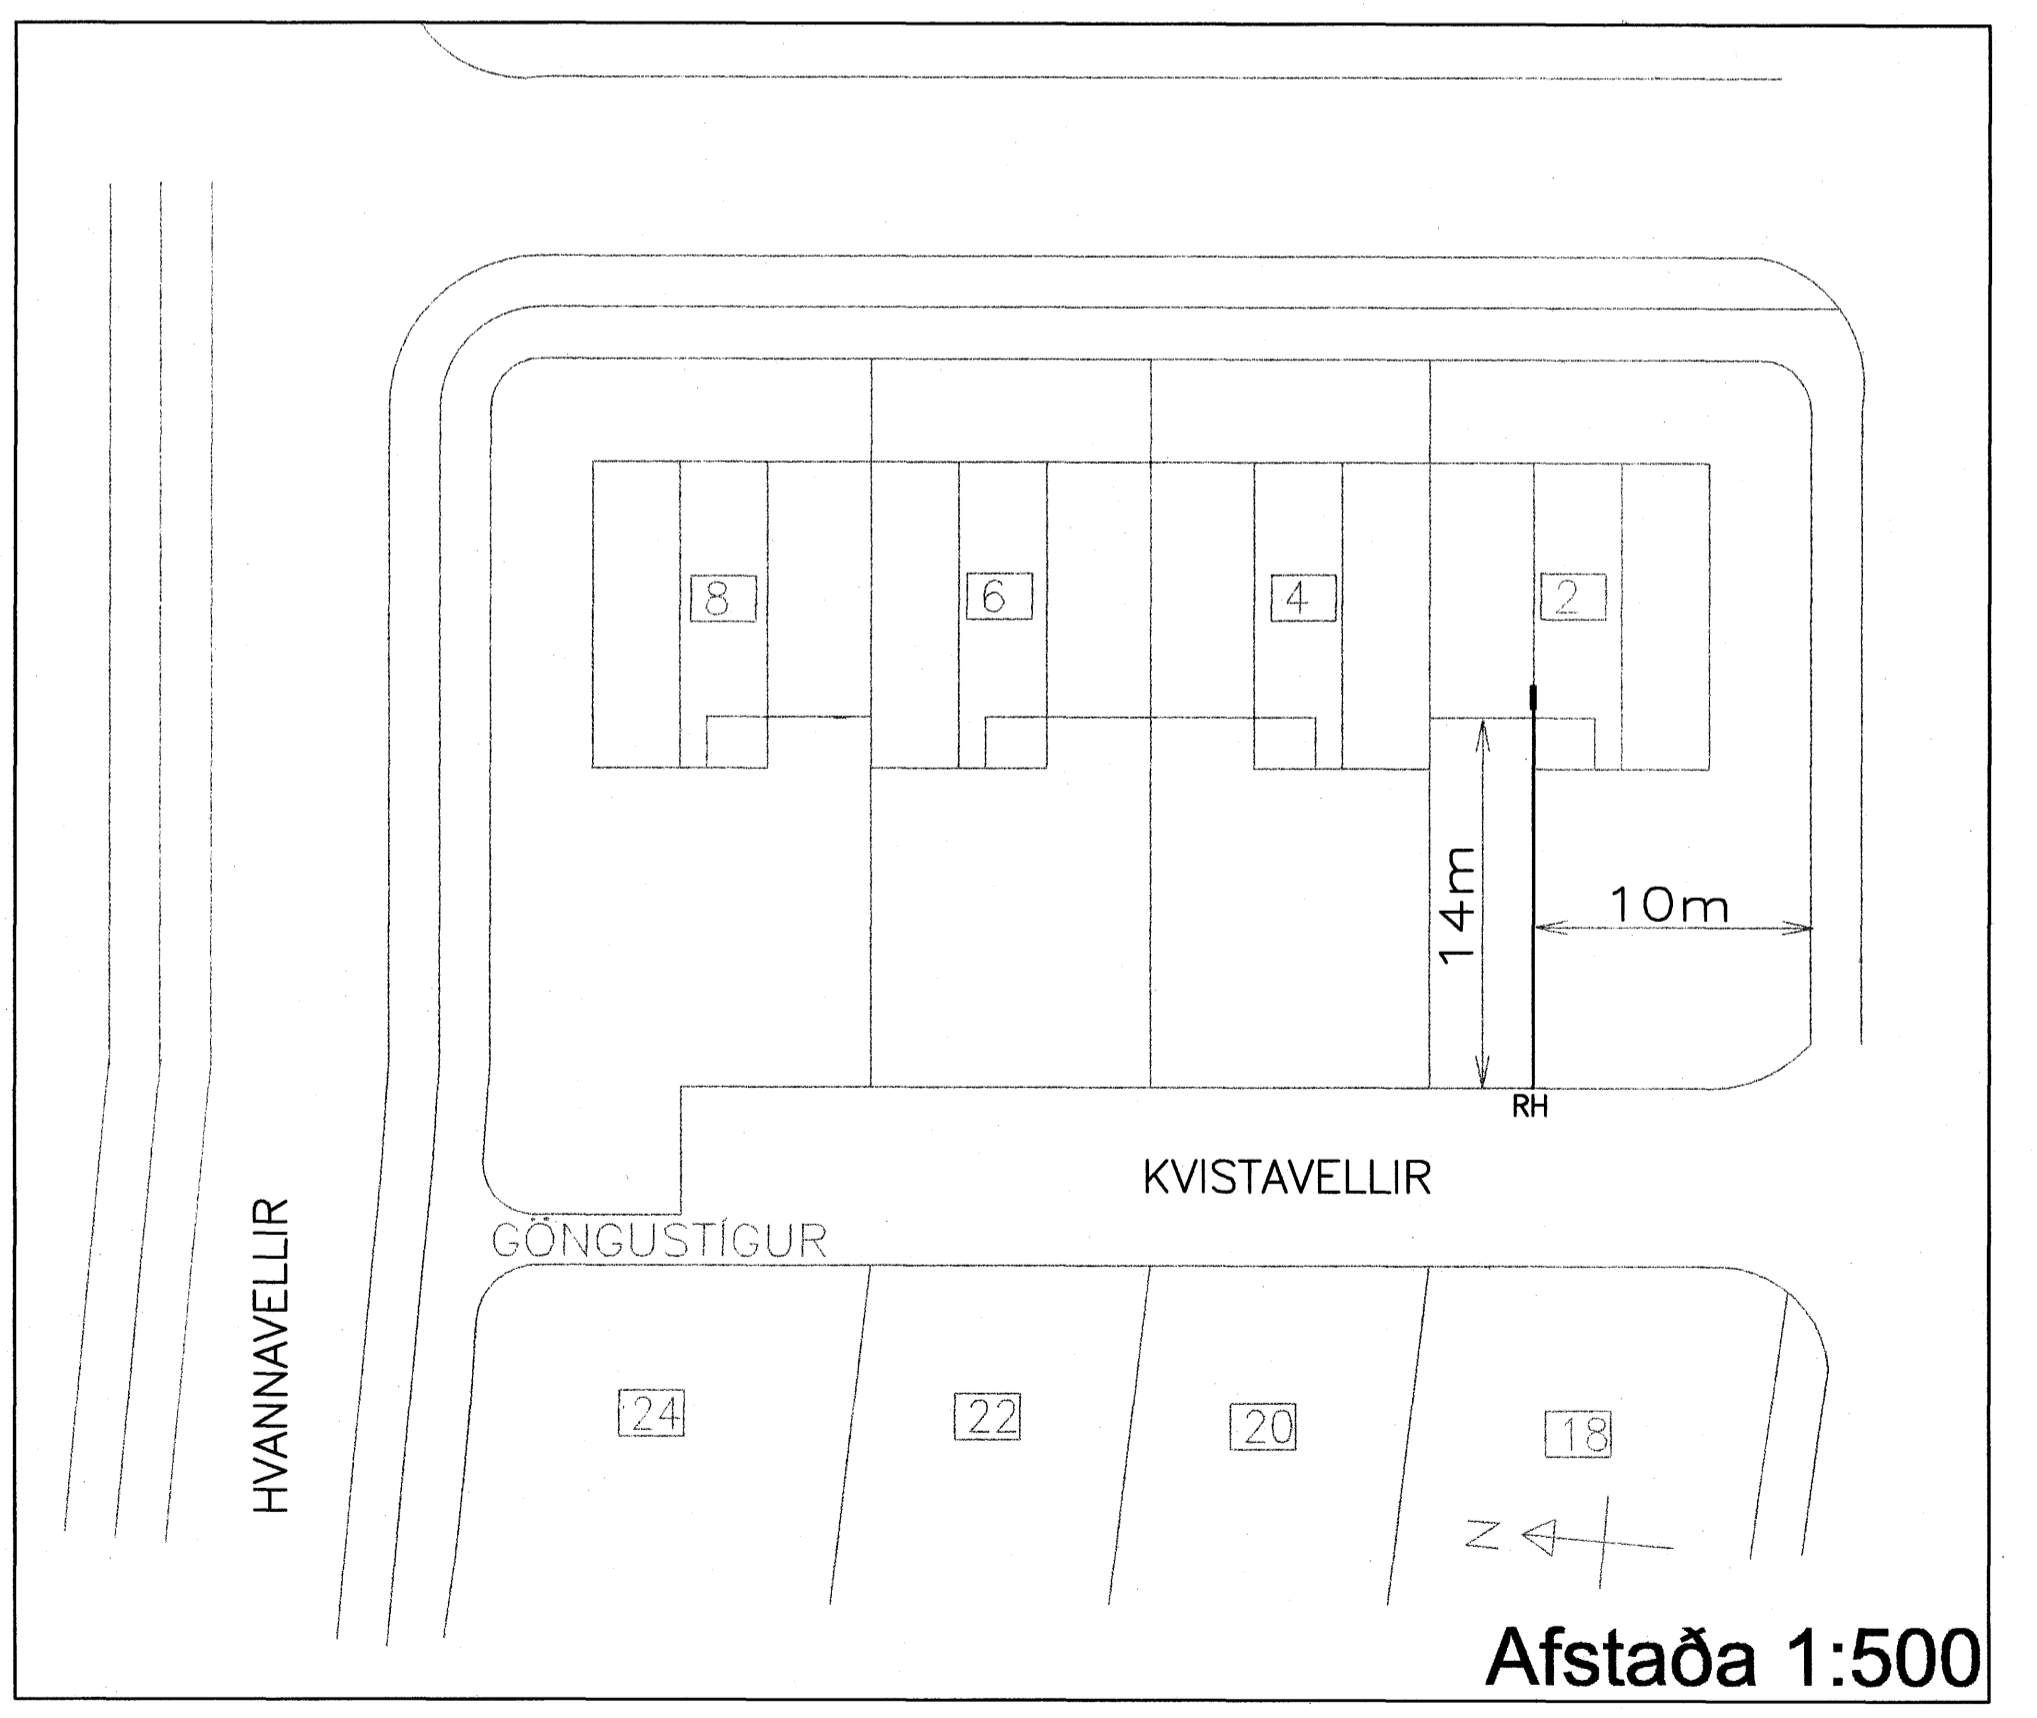 8
6
4
2
14m
10m
RH
KVISTAVELLIR
HVANNAVELLIR
GÖNGUSTÍGUR
24
22
20
18
N
Afstaða 1:500